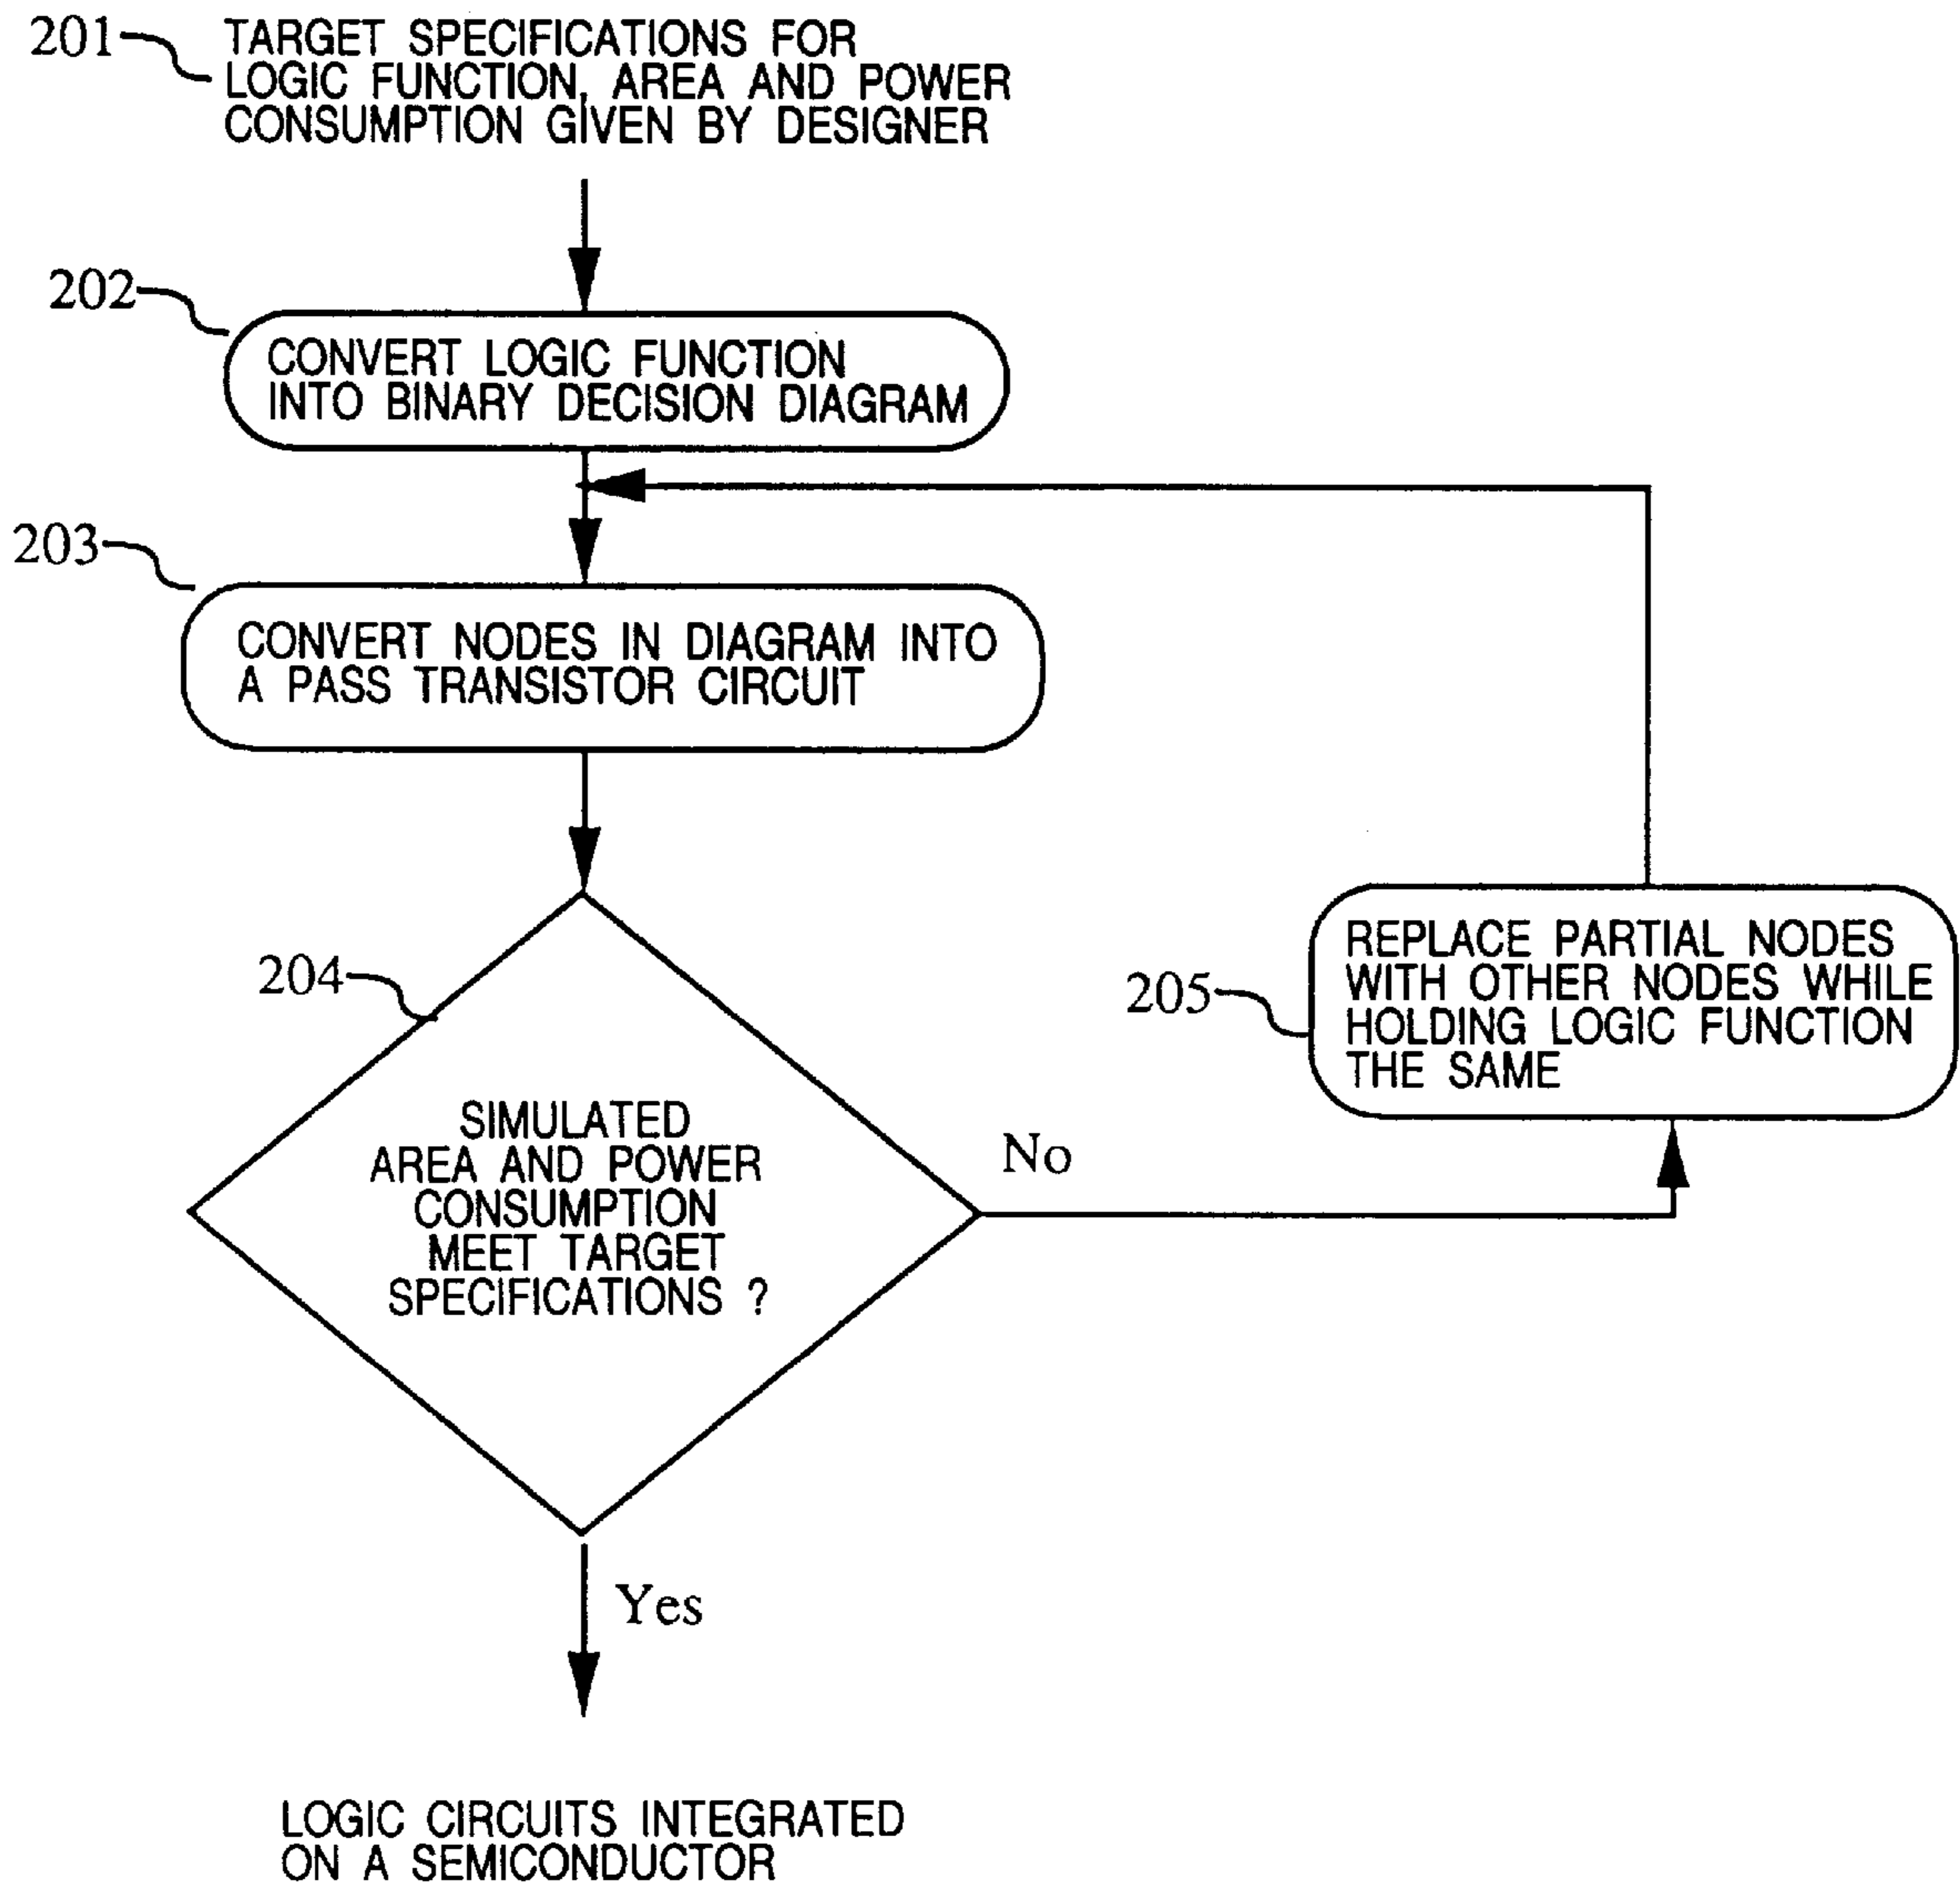 201
TARGET SPECIFICATIONS FOR
LOGIC FUNCTION, AREA AND POWER
CONSUMPTION GIVEN BY DESIGNER
202
CONVERT LOGIC FUNCTION
INTO BINARY DECISION DIAGRAM
203
CONVERT NODES IN DIAGRAM INTO
A PASS TRANSISTOR CIRCUIT
204
SIMULATED
AREA AND POWER
CONSUMPTION
MEET TARGET
SPECIFICATIONS ?
No
205
REPLACE PARTIAL NODES
WITH OTHER NODES WHILE
HOLDING LOGIC FUNCTION
THE SAME
Yes
LOGIC CIRCUITS INTEGRATED
ON A SEMICONDUCTOR